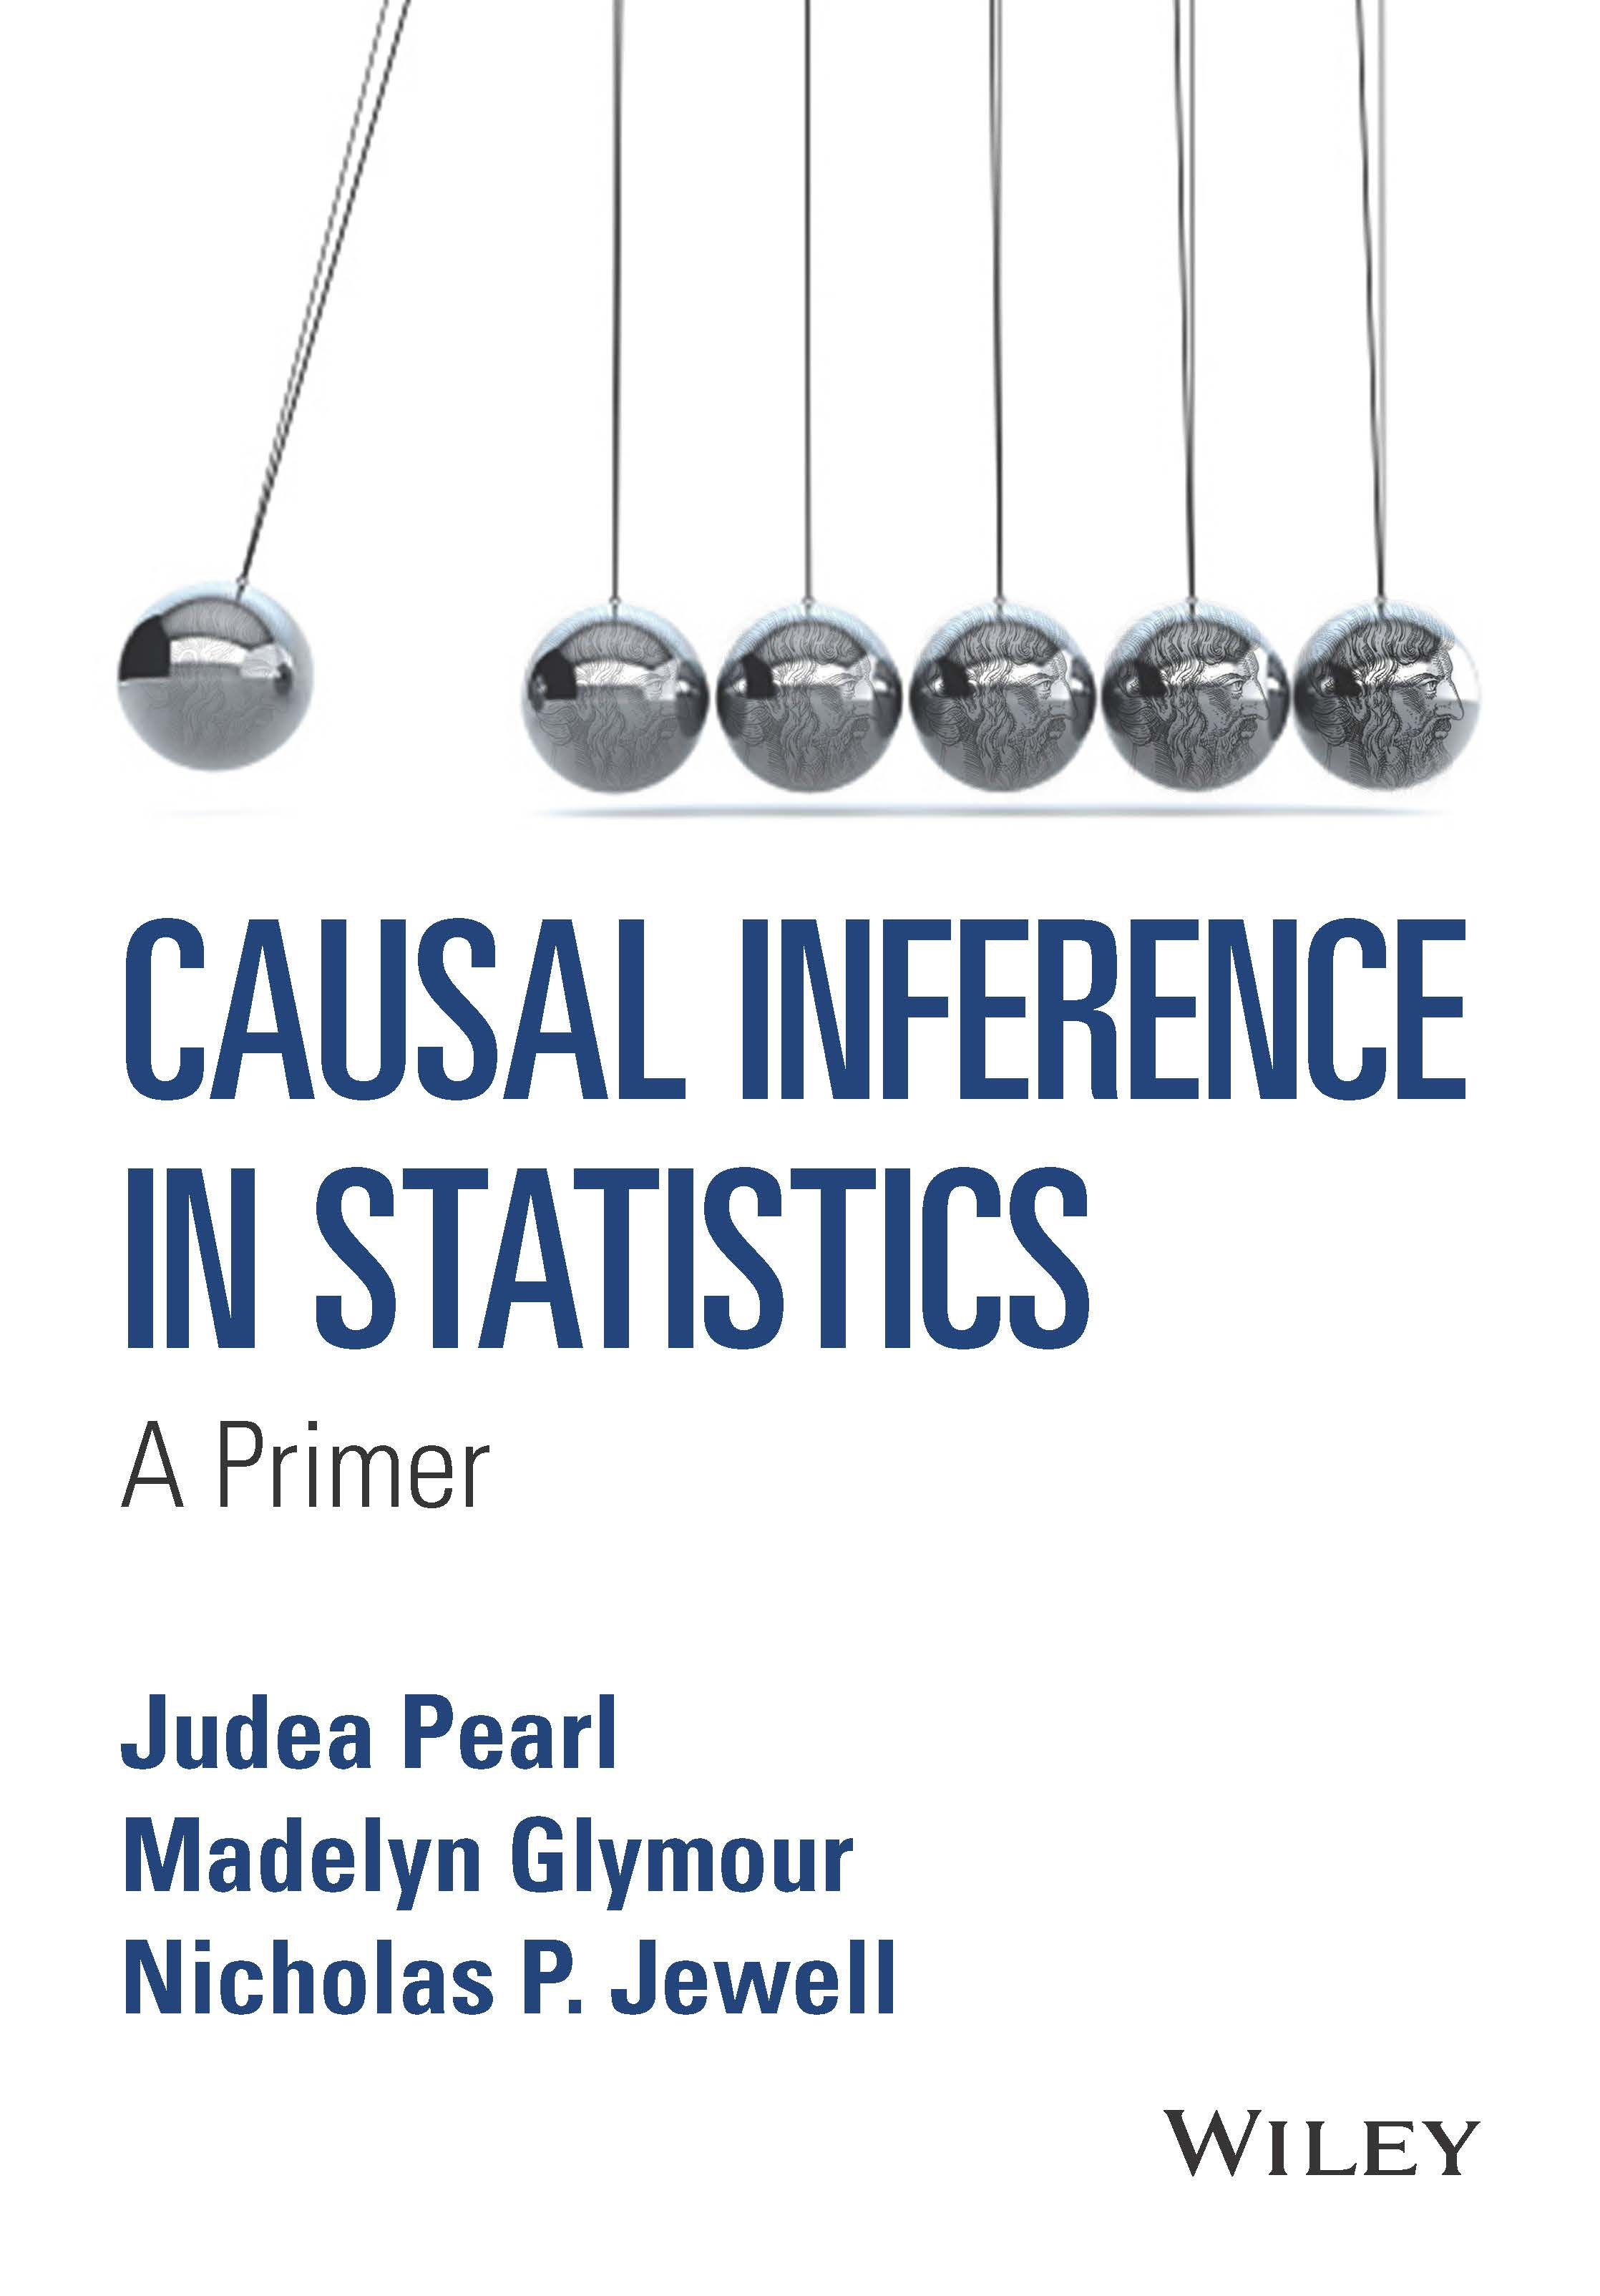 CAUSAL INFERENCE
IN STATISTICS
A Primer
Judea Pearl
Madelyn Glymour
Nicholas P. Jewell
WILEY